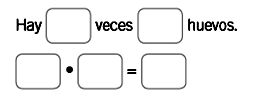 Hay veces huevos.
• =